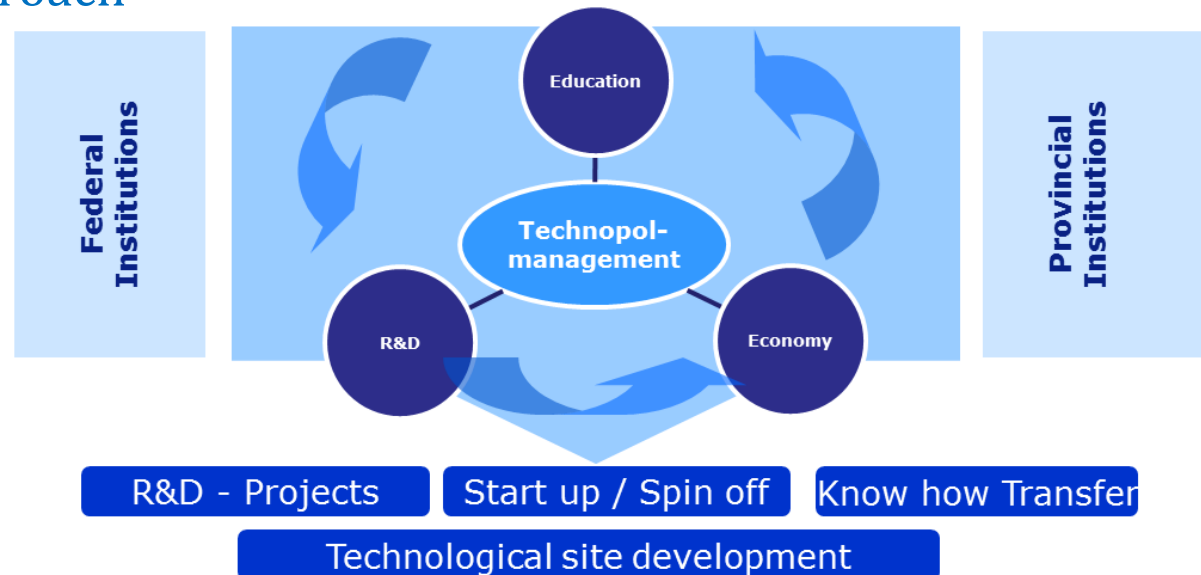 Education
Federal
Institutions
Technopol-
management
Provincial
Institutions
R&D
Economy
R&D - Projects
Start up / Spin off
Know how Transfer
Technological site development